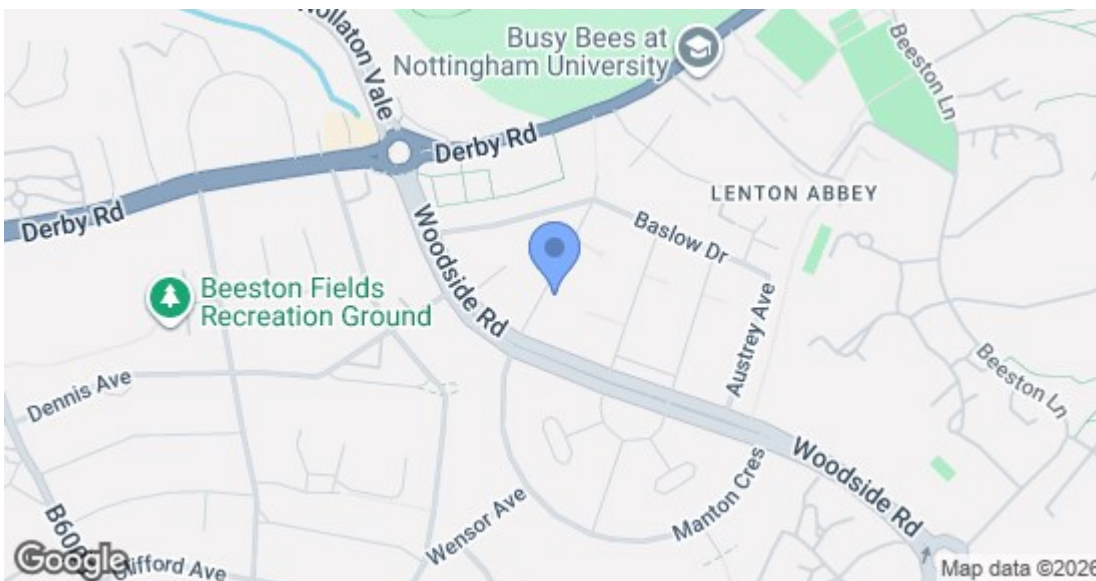 Wollaton Vale
Busy Bees at
Nottingham University
Beeston Ln
Derby Rd
Derby Rd
LENTON ABBEY
Baslow Dr
Woodside Rd
Beeston Fields
Recreation Ground
Austrey Ave
Dennis Ave
Beeston Ln
Woodside Rd
Manton Cres
Wensor Ave
Google
Map data ©2026